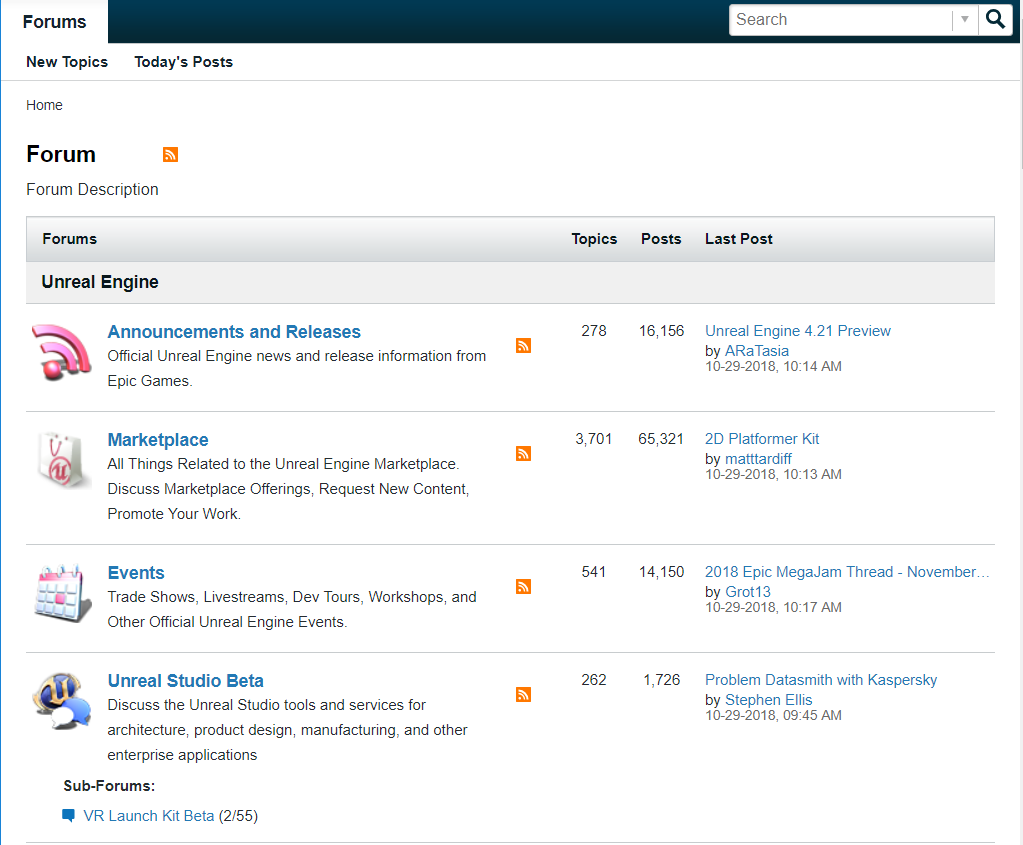 Forums
Search
New Topics Today's Posts
Home
Forum
Forum Description
Forums Topics Posts Last Post
Unreal Engine
Announcements and Releases 278 16,156 Unreal Engine 4.21 Preview
Official Unreal Engine news and release information from by ARaTasia
Epic Games. 10-29-2018, 10:14 AM
Marketplace 3,701 65,321 2D Platformer Kit
All Things Related to the Unreal Engine Marketplace. by matttardiff
Discuss Marketplace Offerings, Request New Content, 10-29-2018, 10:13 AM
Promote Your Work.
Events 541 14,150 2018 Epic MegaJam Thread - November…
Trade Shows, Livestreams, Dev Tours, Workshops, and by Grot13
Other Official Unreal Engine Events. 10-29-2018, 10:17 AM
Unreal Studio Beta 262 1,726 Problem Datasmith with Kaspersky
Discuss the Unreal Studio tools and services for by Stephen Ellis
architecture, product design, manufacturing, and other 10-29-2018, 09:45 AM
enterprise applications
Sub-Forums:
VR Launch Kit Beta (2/55)